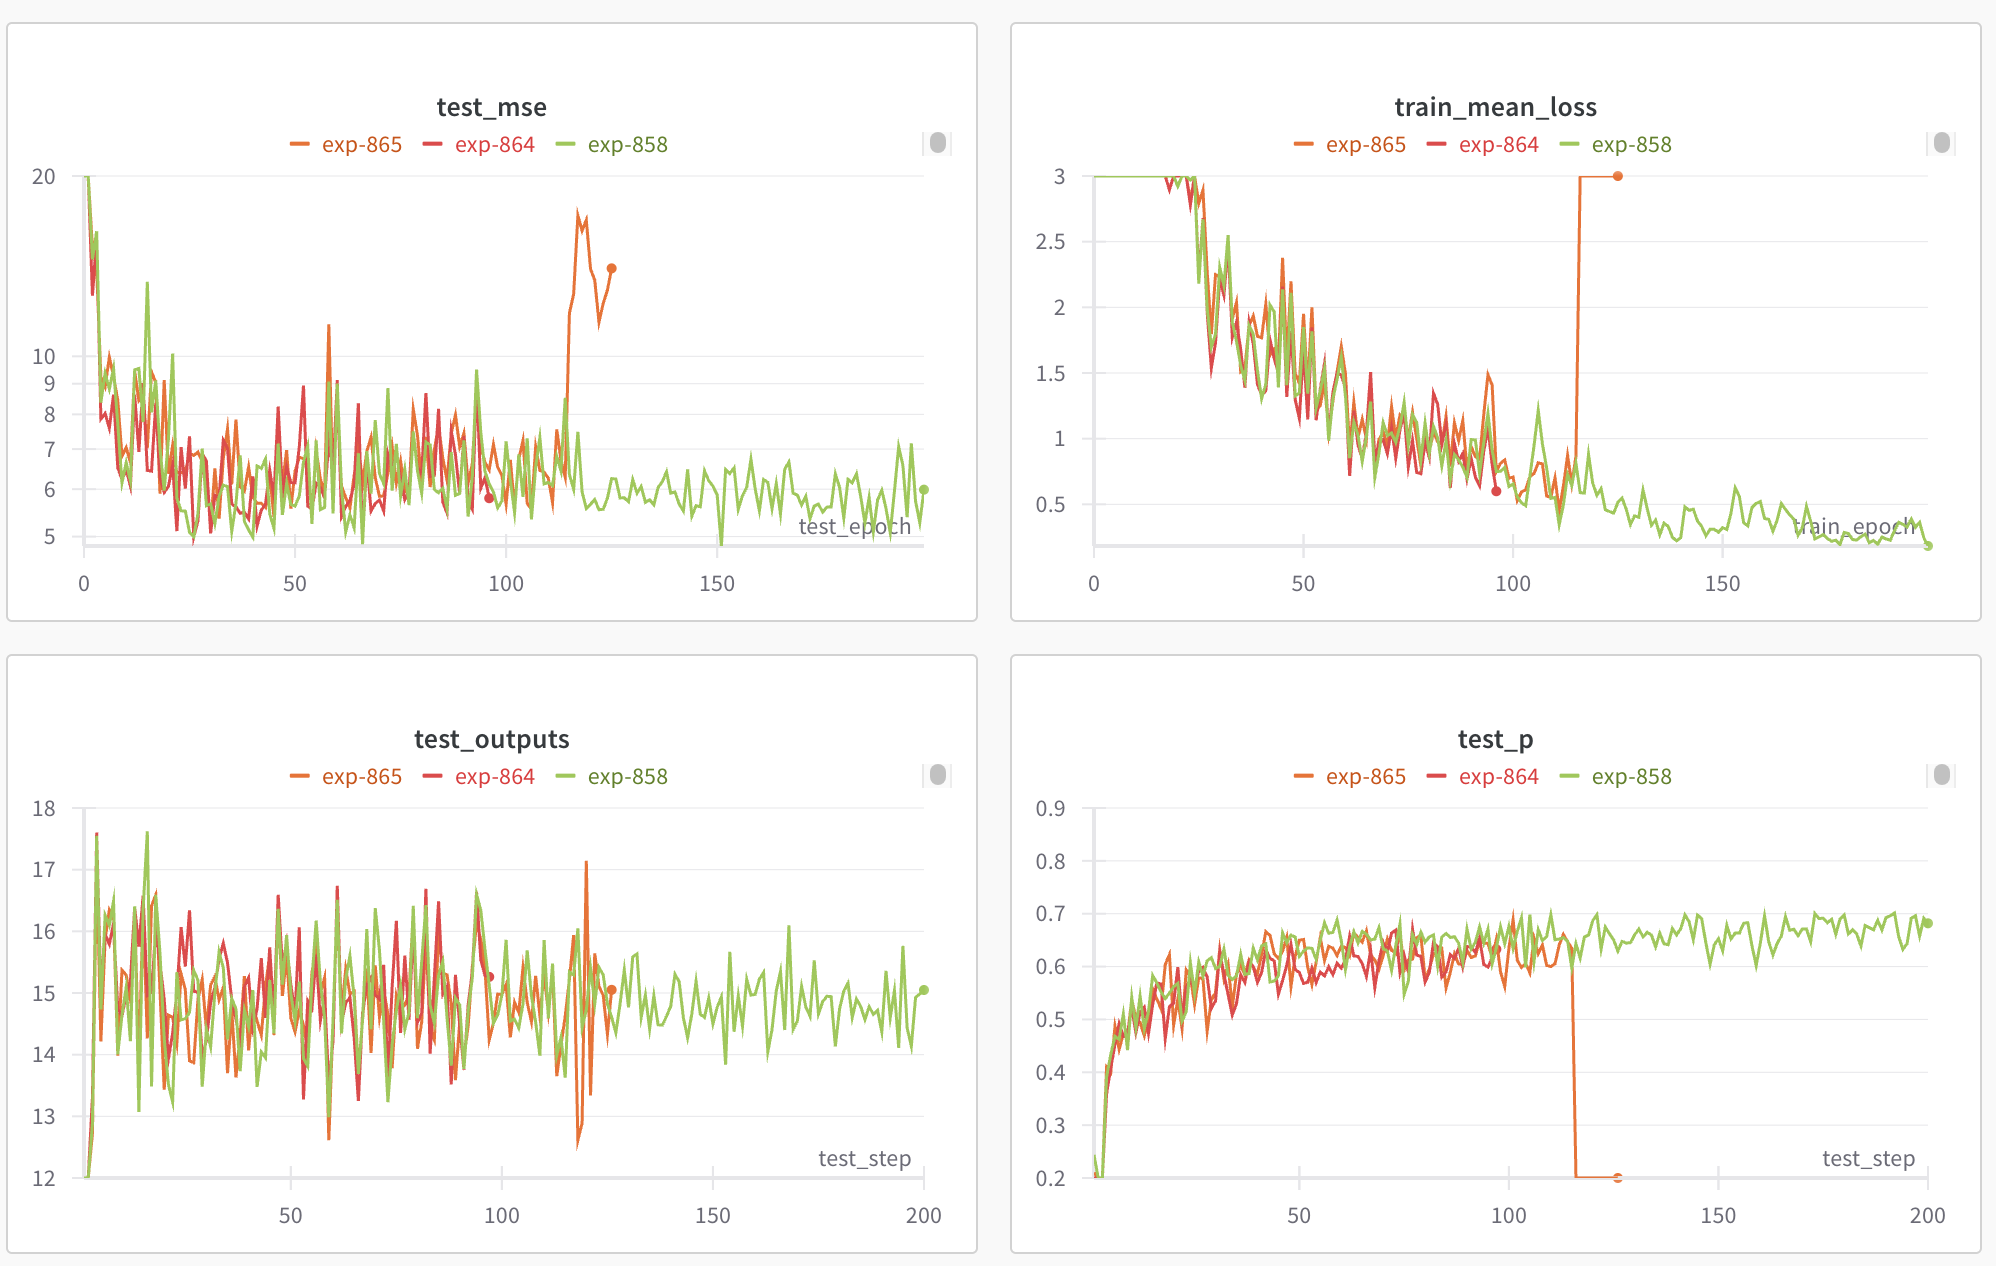 test_mse
exp-865 exp-864 exp-858
20
10
9
8
7
6
5
test_epoch
0 50 100 150
train_mean_loss
exp-865 exp-864 exp-858
3
2.5
2
1.5
1
0.5
train_epoch
0 50 100 150
test_outputs
exp-865 exp-864 exp-858
18
17
16
15
14
13
12
test_step
50 100 150 200
test_p
exp-865 exp-864 exp-858
0.9
0.8
0.7
0.6
0.5
0.4
0.3
0.2
test_step
50 100 150 200